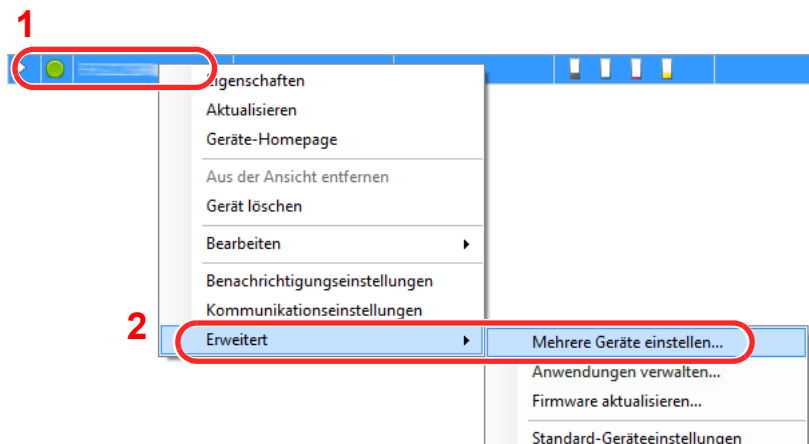 1
Eigenschaften
Aktualisieren
Geräte-Homepage
Aus der Ansicht entfernen
Gerät löschen
Bearbeiten
Benachrichtigungseinstellungen
Kommunikationseinstellungen
2
Erweitert
Mehrere Geräte einstellen...
Anwendungen verwalten...
Firmware aktualisieren...
Standard-Geräteeinstellungen